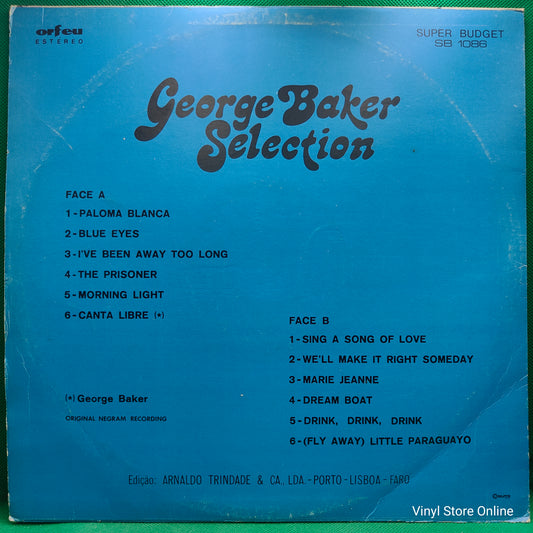 orfeu
ESTEREO
SUPER BUDGET
SB 1086
George Baker
Selection
FACE A
1-PALOMA BLANCA
2-BLUE EYES
3-I'VE BEEN AWAY TOO LONG
4-THE PRISONER
5-MORNING LIGHT
6-CANTA LIBRE (*)
(*) George Baker
ORIGINAL NEGRAM RECORDING
FACE B
1-SING A SONG OF LOVE
2-WE'LL MAKE IT RIGHT SOMEDAY
3-MARIE JEANNE
4-DREAM BOAT
5-DRINK, DRINK, DRINK
6-(FLY AWAY) LITTLE PARAGUAYO
Edição: ARNALDO TRINDADE & CA., LDA.-PORTO-LISBOA-FARO
Vinyl Store Online